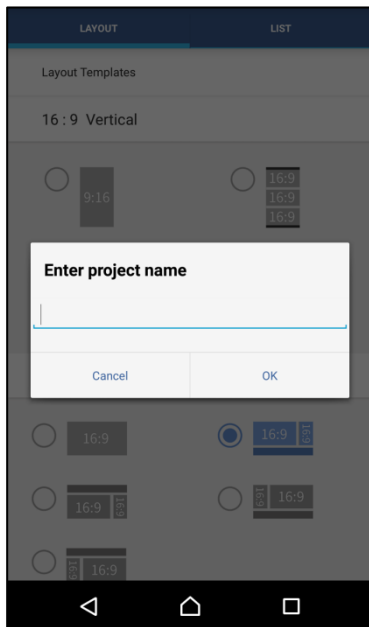 LAYOUT LIST
Layout Templates
16 : 9 Vertical
9:16
16:9
16:9
16:9
Enter project name
Cancel OK
16:9 16:9 16:9
16:9 16:9 16:9 16:9
16:9 16:9